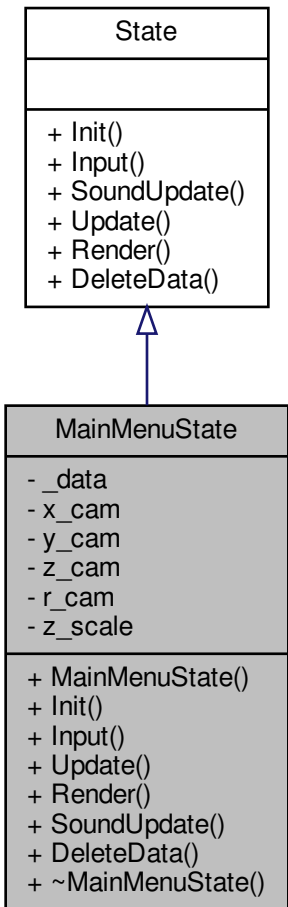 State
+ Init()
+ Input()
+ SoundUpdate()
+ Update()
+ Render()
+ DeleteData()
MainMenuState
- _data
- x_cam
- y_cam
- z_cam
- r_cam
- z_scale
+ MainMenuState()
+ Init()
+ Input()
+ Update()
+ Render()
+ SoundUpdate()
+ DeleteData()
+ ~MainMenuState()